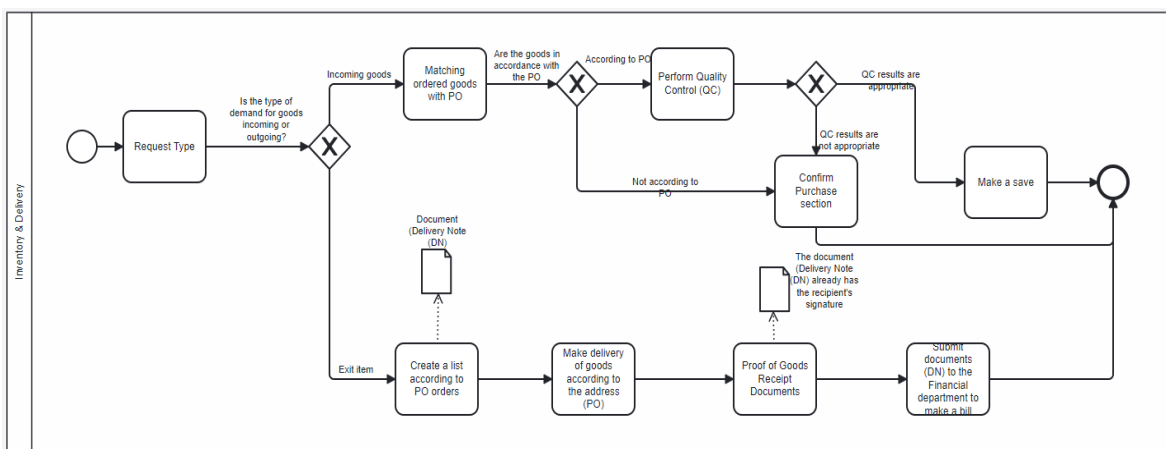 Inventory & Delivery
Request Type
Is the type of
demand for goods
incoming or
outgoing?
Incoming goods
Matching
ordered goods
with PO
Are the goods in
accordance with
the PO
According to PO
Perform Quality
Control (QC)
QC results are
appropriate
QC results are
not appropriate
Not according to
PO
Confirm
Purchase
section
Make a save
Document
(Delivery Note
(DN)
The document
(Delivery Note
(DN) already has
the recipient's
signature
Exit item
Create a list
according to
PO orders
Make delivery
of goods
according to
the address
(PO)
Proof of Goods
Receipt
Documents
Submit
documents
(DN) to the
Financial
department to
make a bill